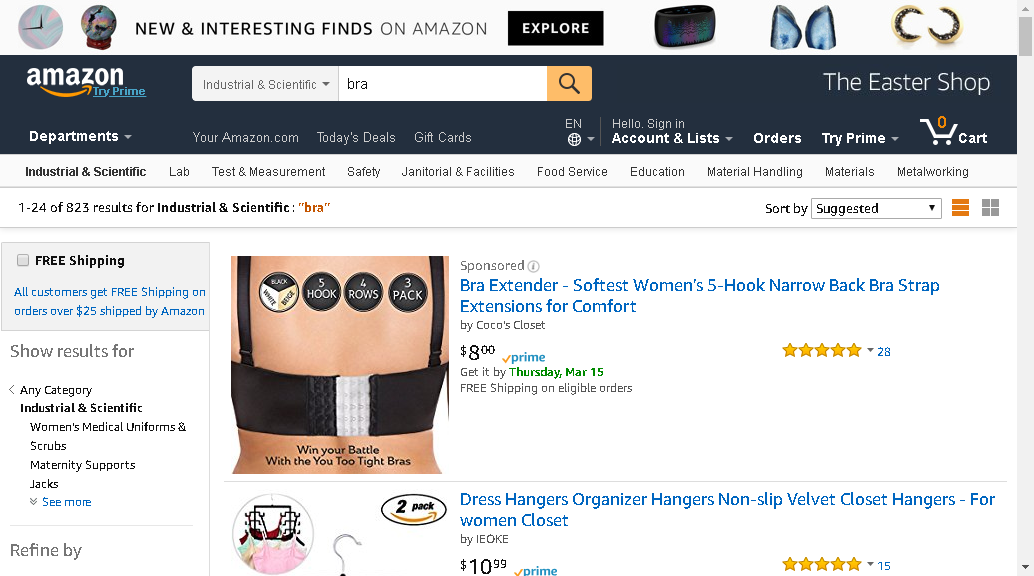 NEW & INTERESTING FINDS ON AMAZON EXPLORE
amazon
Try Prime
Industrial & Scientific bra
The Easter Shop
Departments
Your Amazon.com Today's Deals Gift Cards
EN
Hello. Sign in
Account & Lists Orders Try Prime 0 Cart
Industrial & Scientific Lab Test & Measurement Safety Janitorial & Facilities Food Service Education Material Handling Materials Metalworking
1-24 of 823 results for Industrial & Scientific : "bra"
Sort by Suggested
FREE Shipping
All customers get FREE Shipping on
orders over $25 shipped by Amazon
Show results for
Any Category
Industrial & Scientific
Women's Medical Uniforms &
Scrubs
Maternity Supports
Jacks
See more
Refine by
BLACK
WHITE
BEIGE
5
HOOK
4
ROWS
3
PACK
Win your Battle
With the You Too Tight Bras
Sponsored
Bra Extender - Softest Women's 5-Hook Narrow Back Bra Strap
Extensions for Comfort
by Coco's Closet
$800 prime
28
Get it by Thursday, Mar 15
FREE Shipping on eligible orders
2 pack
Dress Hangers Organizer Hangers Non-slip Velvet Closet Hangers - For
women Closet
by IEOKE
$1099 prime
15